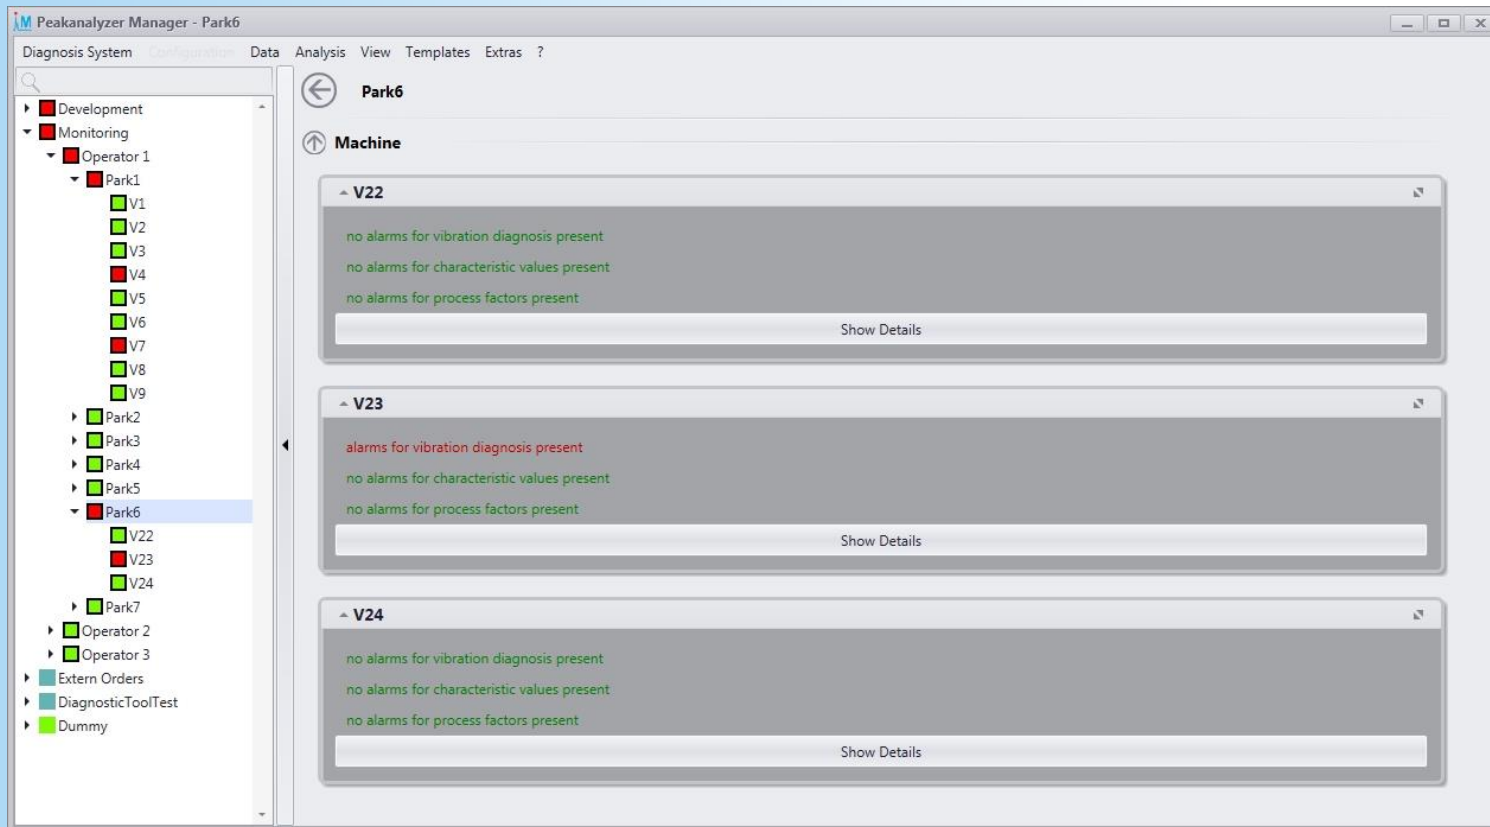 Peakanalyzer Manager - Park6
Diagnosis System Configuration Data Analysis View Templates Extras ?
Development
Monitoring
Operator 1
Park1
V1
V2
V3
V4
V5
V6
V7
V8
V9
Park2
Park3
Park4
Park5
Park6
V22
V23
V24
Park7
Operator 2
Operator 3
Extern Orders
DiagnosticToolTest
Dummy
Park6
Machine
V22
no alarms for vibration diagnosis present
no alarms for characteristic values present
no alarms for process factors present
Show Details
V23
alarms for vibration diagnosis present
no alarms for characteristic values present
no alarms for process factors present
Show Details
V24
no alarms for vibration diagnosis present
no alarms for characteristic values present
no alarms for process factors present
Show Details